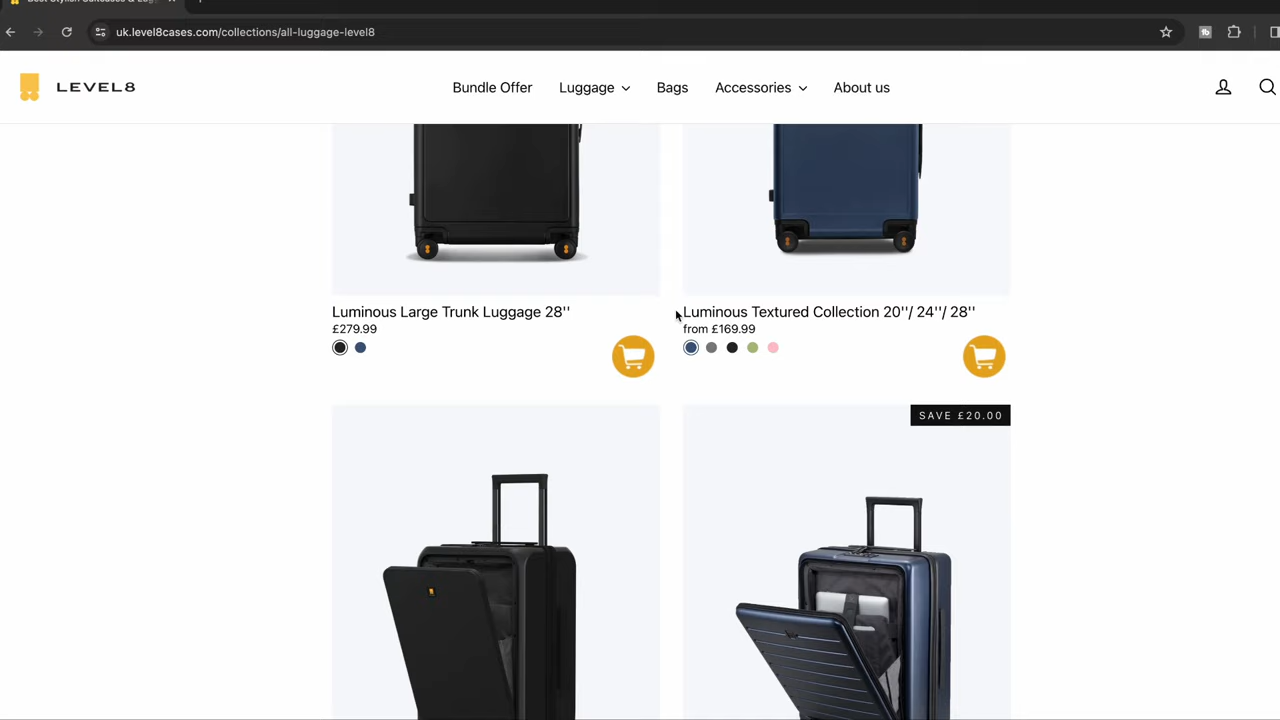 uk.level8cases.com/collections/all-luggage-level8
LEVEL8
Bundle Offer
Luggage
Bags
Accessories
About us
Luminous Large Trunk Luggage 28''
£279.99
Luminous Textured Collection 20''/ 24''/ 28''
from £169.99
SAVE £20.00